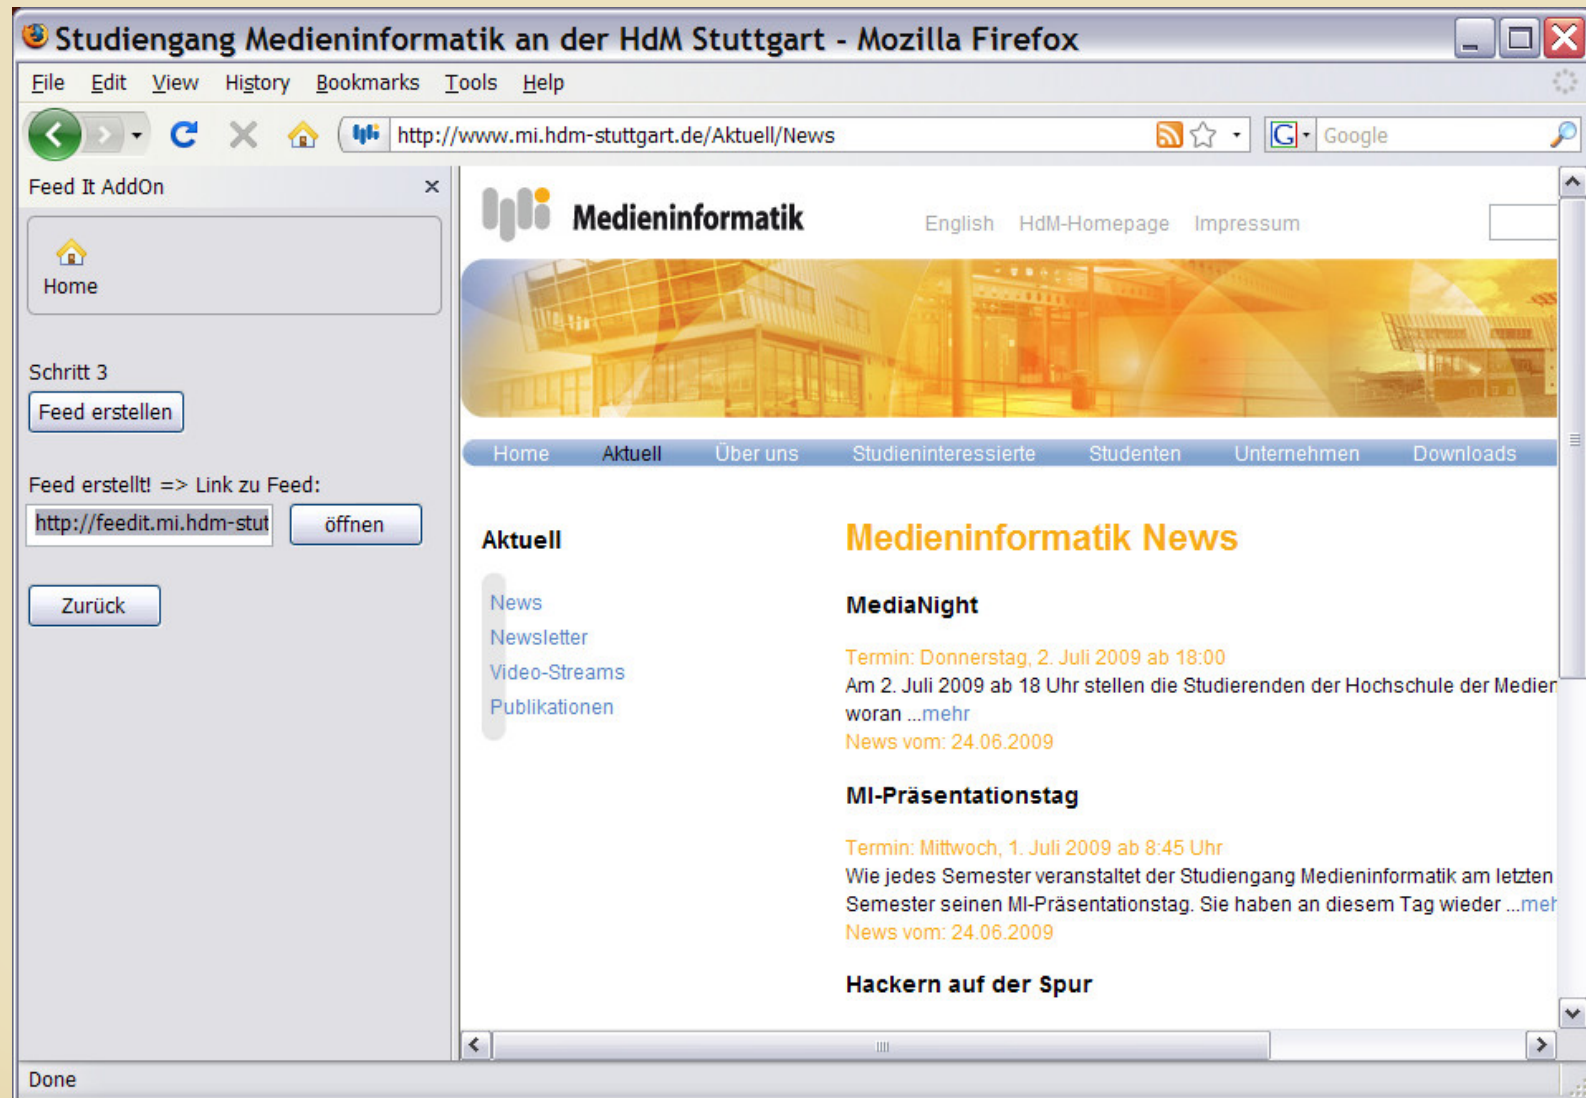 Studiengang Medieninformatik an der HdM Stuttgart - Mozilla Firefox
File Edit View History Bookmarks Tools Help
http://www.mi.hdm-stuttgart.de/Aktuell/News
G Google
Feed It AddOn
Home
Schritt 3
Feed erstellen
Feed erstellt! => Link zu Feed:
http://feedit.mi.hdm-stut öffnen
Zurück
Medieninformatik
English HdM-Homepage Impressum
Home Aktuell Über uns Studieninteressierte Studenten Unternehmen Downloads
Aktuell
News
Newsletter
Video-Streams
Publikationen
Medieninformatik News
MediaNight
Termin: Donnerstag, 2. Juli 2009 ab 18:00
Am 2. Juli 2009 ab 18 Uhr stellen die Studierenden der Hochschule der Medien
woran ...mehr
News vom: 24.06.2009
MI-Präsentationstag
Termin: Mittwoch, 1. Juli 2009 ab 8:45 Uhr
Wie jedes Semester veranstaltet der Studiengang Medieninformatik am letzten
Semester seinen MI-Präsentationstag. Sie haben an diesem Tag wieder ...meh
News vom: 24.06.2009
Hackern auf der Spur
Done